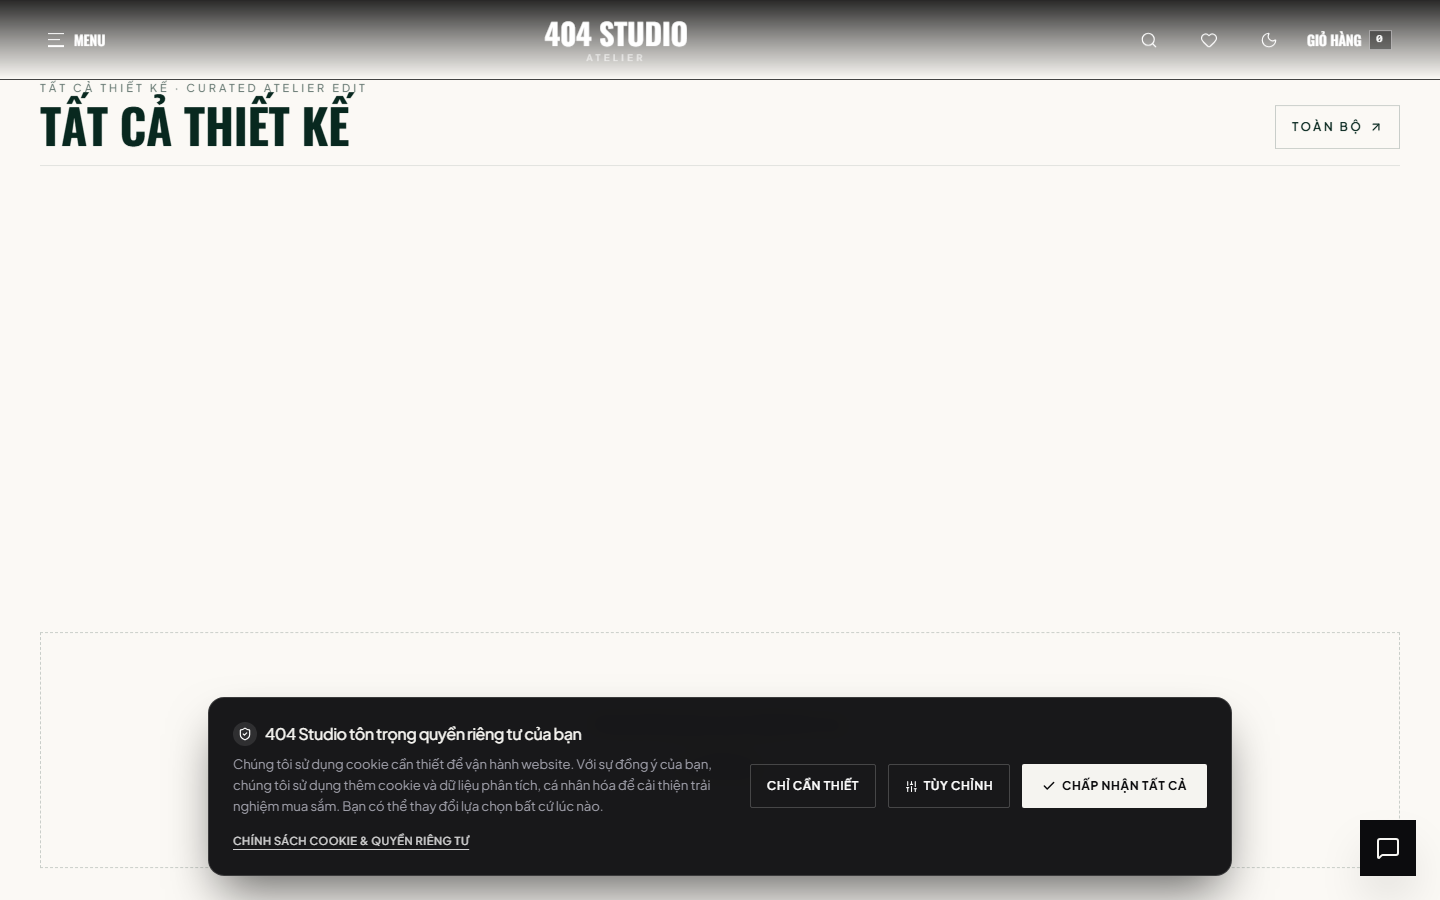 MENU
404 STUDIO
ATELIER
GIỎ HÀNG 0
TẤT CẢ THIẾT KẾ · CURATED ATELIER EDIT
TẤT CẢ THIẾT KẾ
TOÀN BỘ
404 Studio tôn trọng quyền riêng tư của bạn
Chúng tôi sử dụng cookie cần thiết để vận hành website. Với sự đồng ý của bạn,
chúng tôi sử dụng thêm cookie và dữ liệu phân tích, cá nhân hóa để cải thiện trải
nghiệm mua sắm. Bạn có thể thay đổi lựa chọn bất cứ lúc nào.
CHÍNH SÁCH COOKIE & QUYỀN RIÊNG TƯ
CHỈ CẦN THIẾT
TÙY CHỈNH
CHẤP NHẬN TẤT CẢ